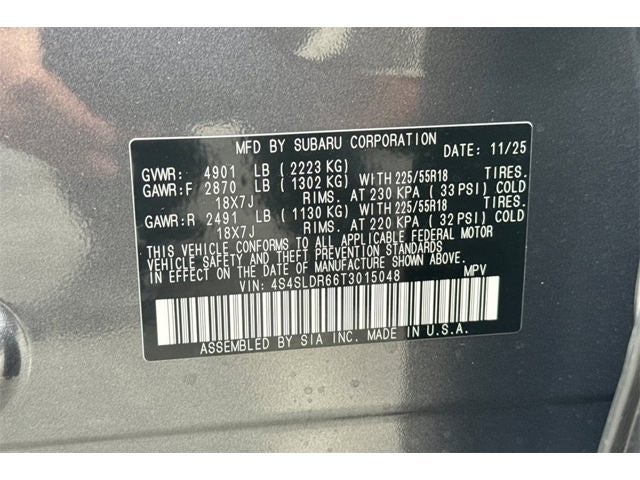 MFD BY SUBARU CORPORATION DATE: 11/25
GVWR: 4901 LB ( 2223 KG)
GAWR:F 2870 LB ( 1302 KG) WITH 225/55R18 TIRES.
18X7J RIMS. AT 230 KPA ( 33 PSI) COLD
GAWR:R 2491 LB ( 1130 KG) WITH 225/55R18 TIRES.
18X7J RIMS. AT 220 KPA ( 32 PSI) COLD
THIS VEHICLE CONFORMS TO ALL APPLICABLE FEDERAL MOTOR
VEHICLE SAFETY AND THEFT PREVENTION STANDARDS
IN EFFECT ON THE DATE OF MANUFACTURE SHOWN ABOVE.
VIN: 4S4SLDR66T3015048 MPV
ASSEMBLED BY SIA INC. MADE IN U.S.A.